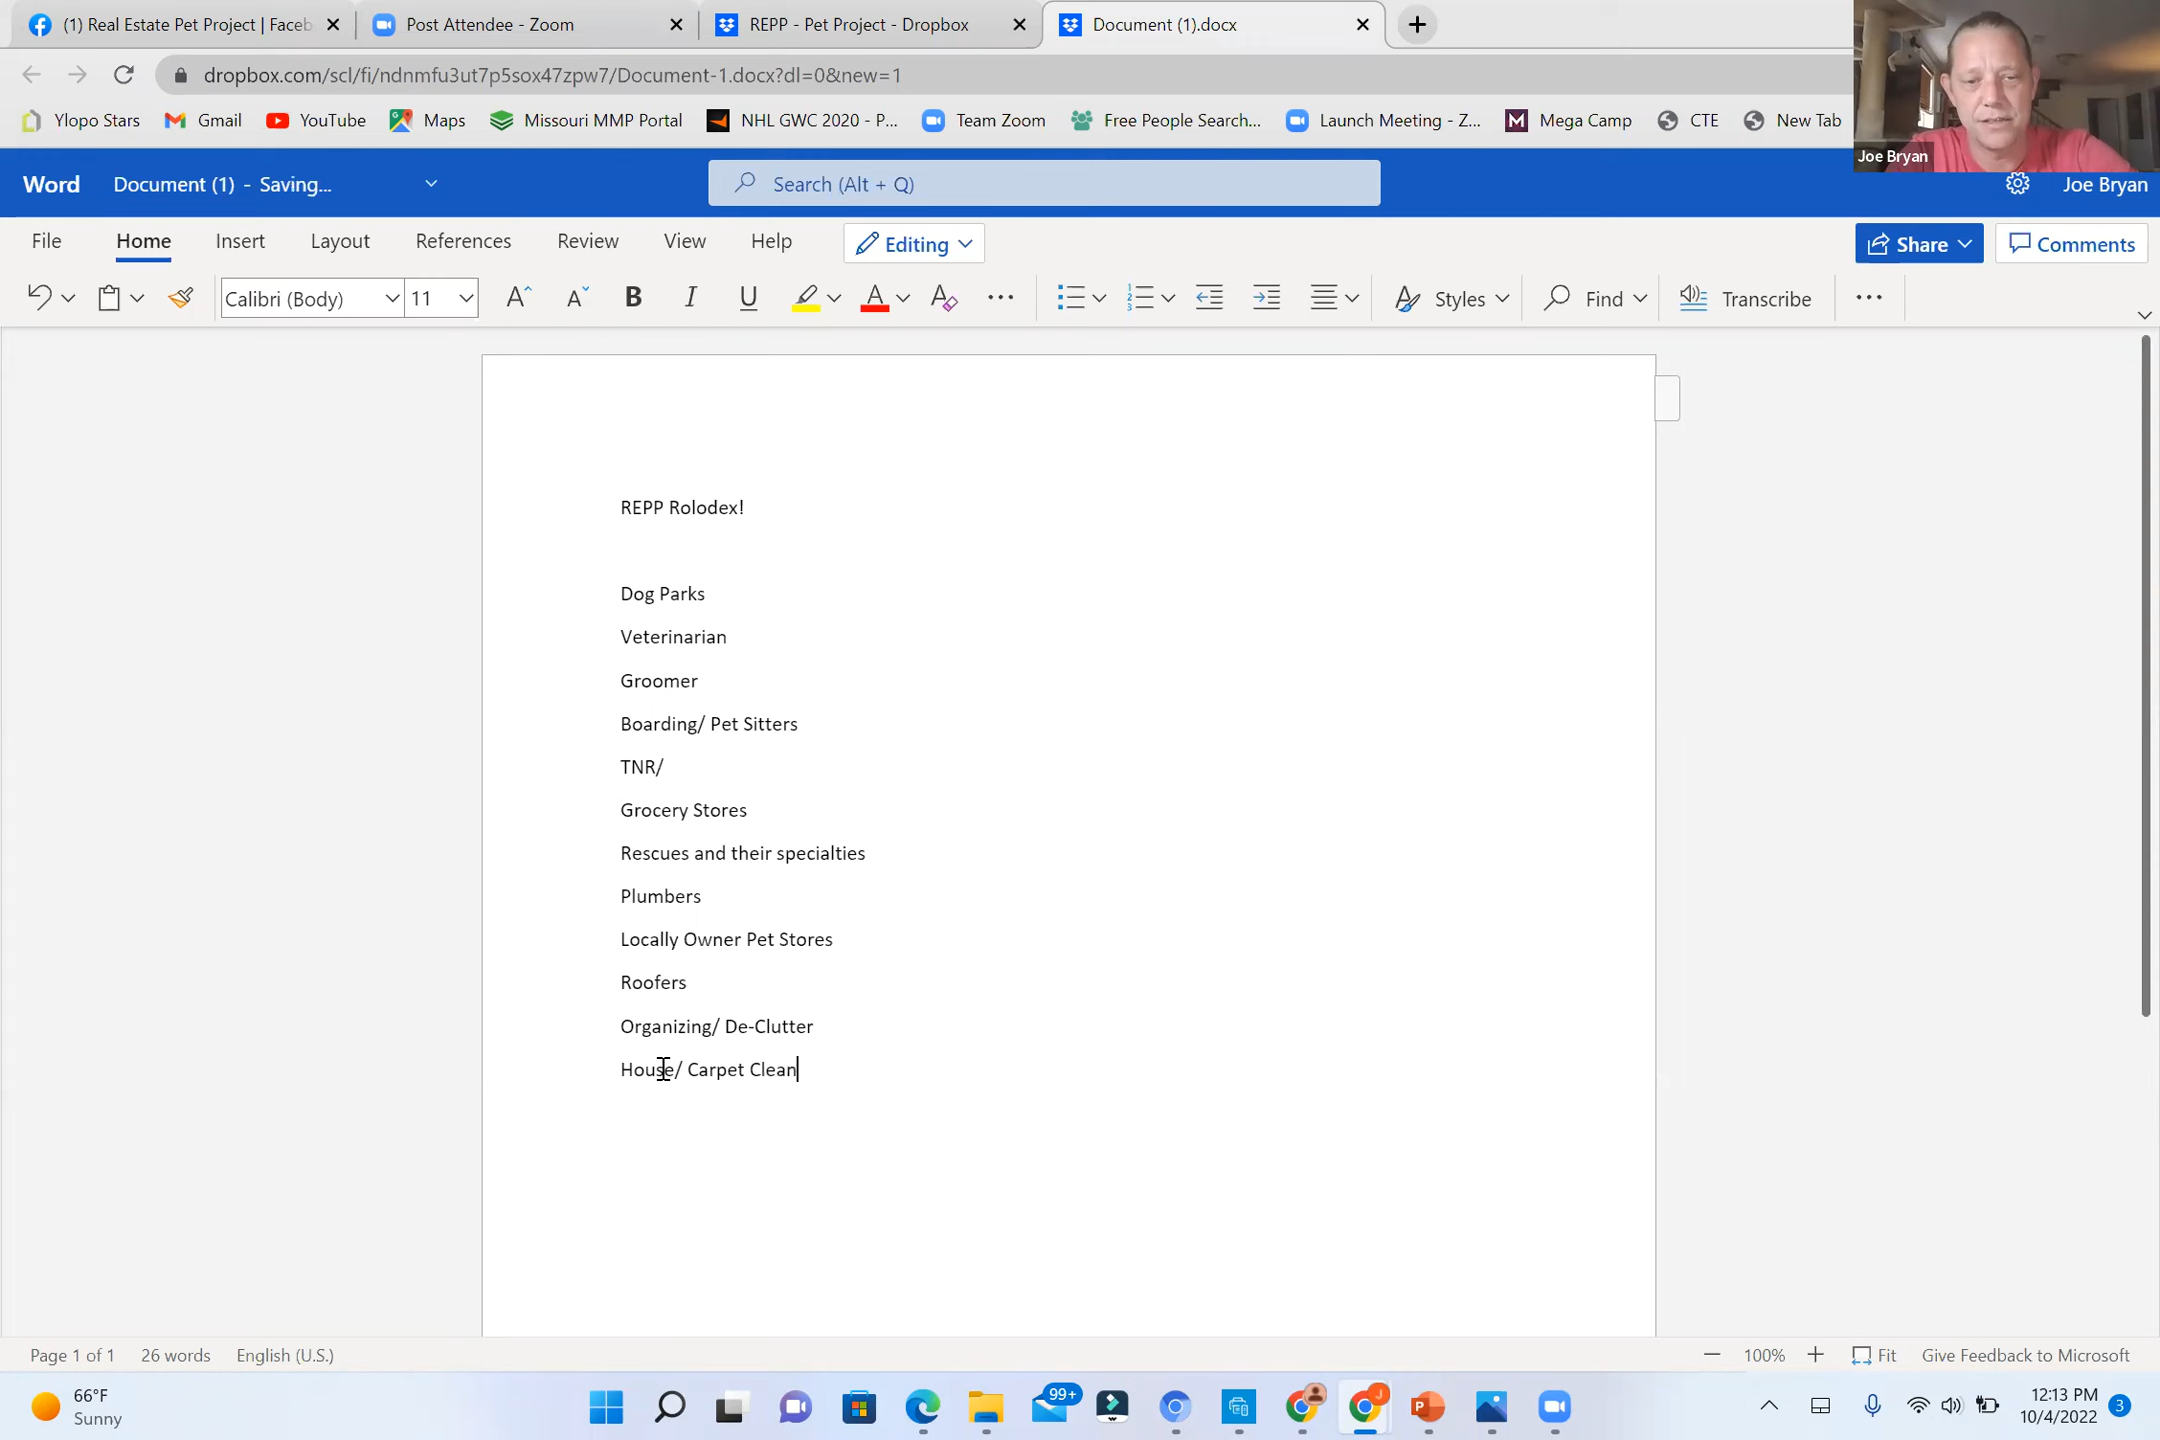 (1) Real Estate Pet Project | Faceb
Post Attendee - Zoom
REPP - Pet Project - Dropbox
Document (1).docx
dropbox.com/scl/fi/ndnmfu3ut7p5sox47zpw7/Document-1.docx?dl=0&new=1
Ylopo Stars
Gmail
YouTube
Maps
Missouri MMP Portal
NHL GWC 2020 - P...
Team Zoom
Free People Search...
Launch Meeting - Z...
Mega Camp
CTE
New Tab
Joe Bryan
Word
Document (1) - Saving...
Search (Alt + Q)
Joe Bryan
File
Home
Insert
Layout
References
Review
View
Help
Editing
Share
Comments
Calibri (Body)
11
Styles
Find
Transcribe
REPP Rolodex!
Dog Parks
Veterinarian
Groomer
Boarding/ Pet Sitters
TNR/
Grocery Stores
Rescues and their specialties
Plumbers
Locally Owner Pet Stores
Roofers
Organizing/ De-Clutter
House/ Carpet Clean
Page 1 of 1
26 words
English (U.S.)
100%
Fit
Give Feedback to Microsoft
66°F
Sunny
99+
12:13 PM
10/4/2022
3